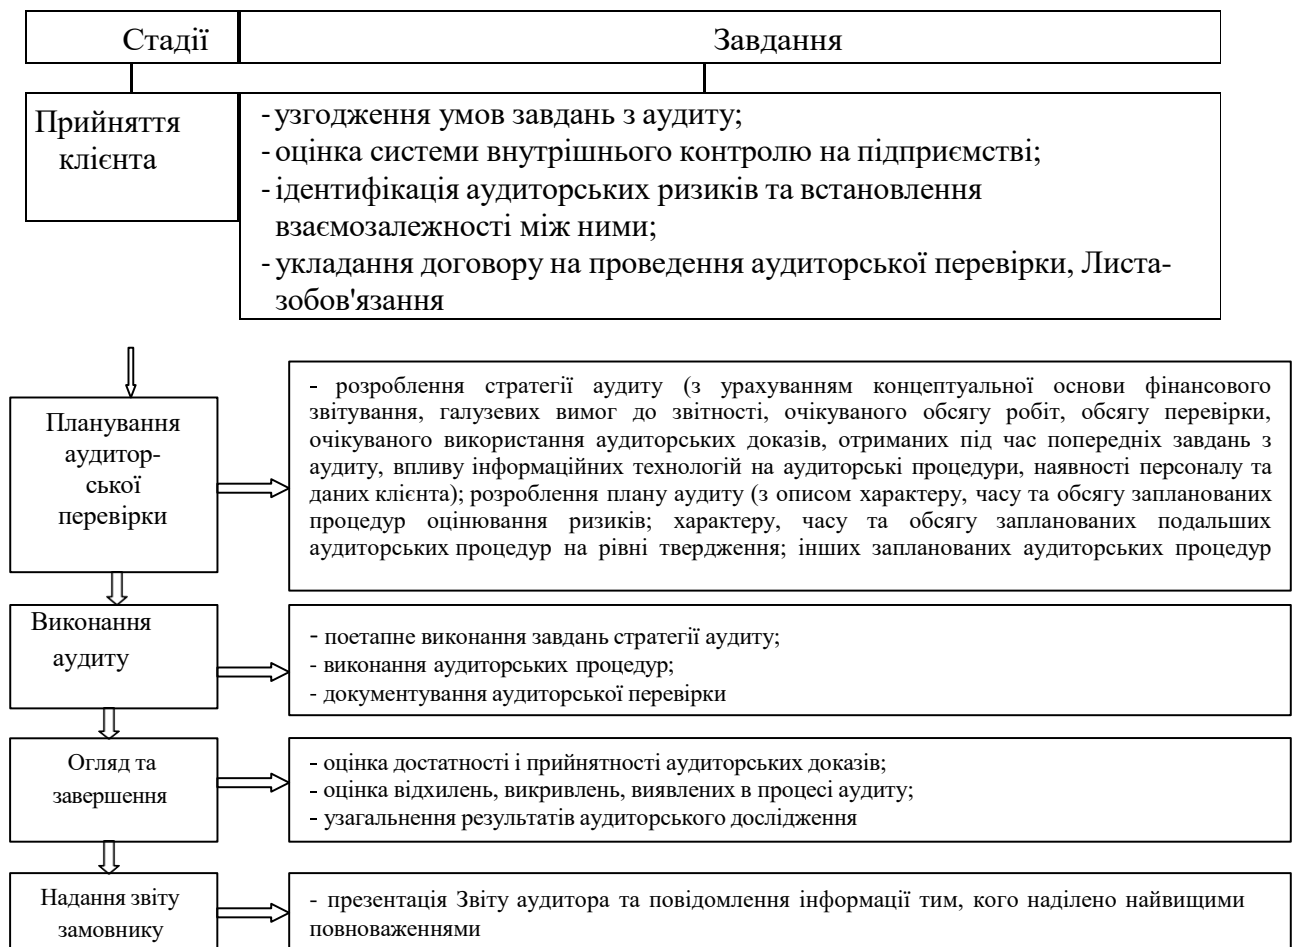 Стадії
Завдання
Прийняття
клієнта
- узгодження умов завдань з аудиту;
- оцінка системи внутрішнього контролю на підприємстві;
- ідентифікація аудиторських ризиків та встановлення
взаємозалежності між ними;
- укладання договору на проведення аудиторської перевірки, Листа-
зобов'язання
Планування
аудитор-
ської
перевірки
- розроблення стратегії аудиту (з урахуванням концептуальної основи фінансового
звітування, галузевих вимог до звітності, очікуваного обсягу робіт, обсягу перевірки,
очікуваного використання аудиторських доказів, отриманих під час попередніх завдань з
аудиту, впливу інформаційних технологій на аудиторські процедури, наявності персоналу та
даних клієнта); розроблення плану аудиту (з описом характеру, часу та обсягу запланованих
процедур оцінювання ризиків; характеру, часу та обсягу запланованих подальших
аудиторських процедур на рівні твердження; інших запланованих аудиторських процедур
Виконання
аудиту
- поетапне виконання завдань стратегії аудиту;
- виконання аудиторських процедур;
- документування аудиторської перевірки
Огляд та
завершення
- оцінка достатності і прийнятності аудиторських доказів;
- оцінка відхилень, викривлень, виявлених в процесі аудиту;
- узагальнення результатів аудиторського дослідження
Надання звіту
замовнику
- презентація Звіту аудитора та повідомлення інформації тим, кого наділено найвищими
повноваженнями